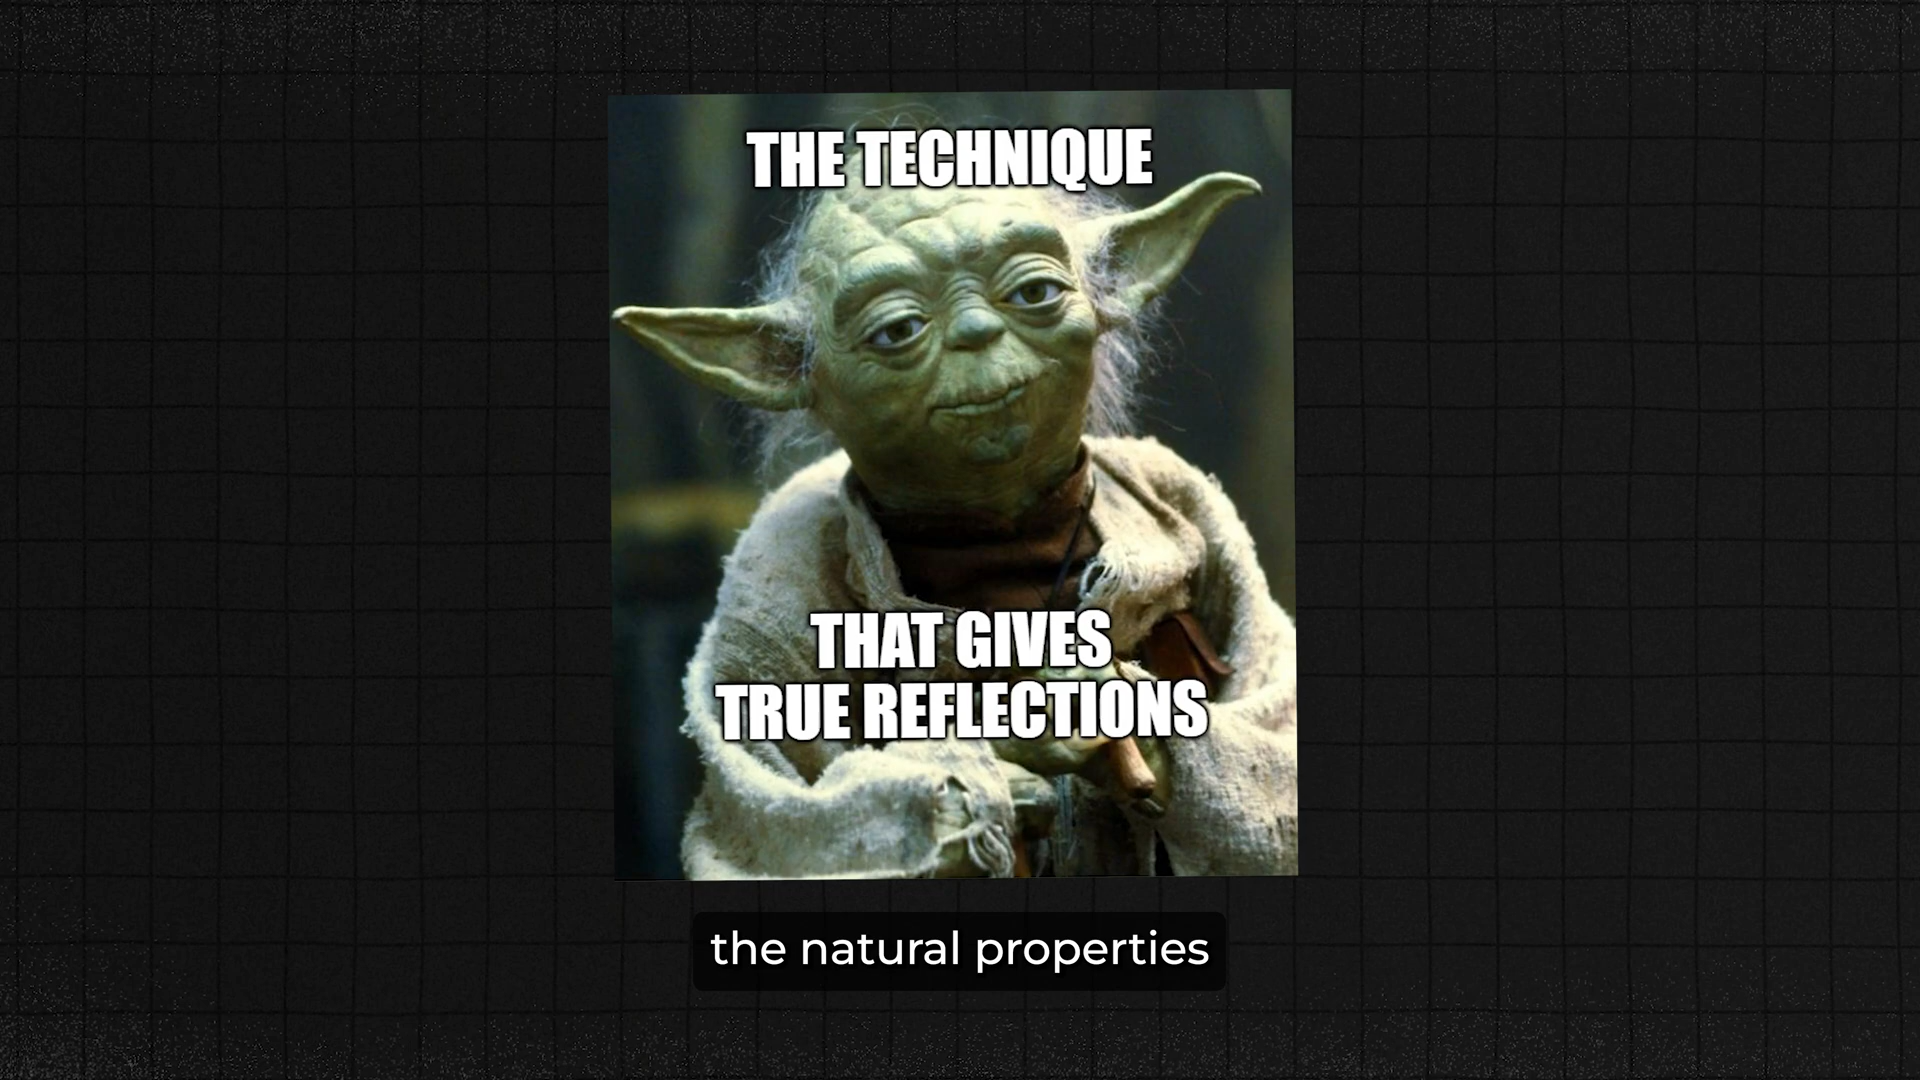 THE TECHNIQUE
THAT GIVES
TRUE REFLECTIONS
the natural properties